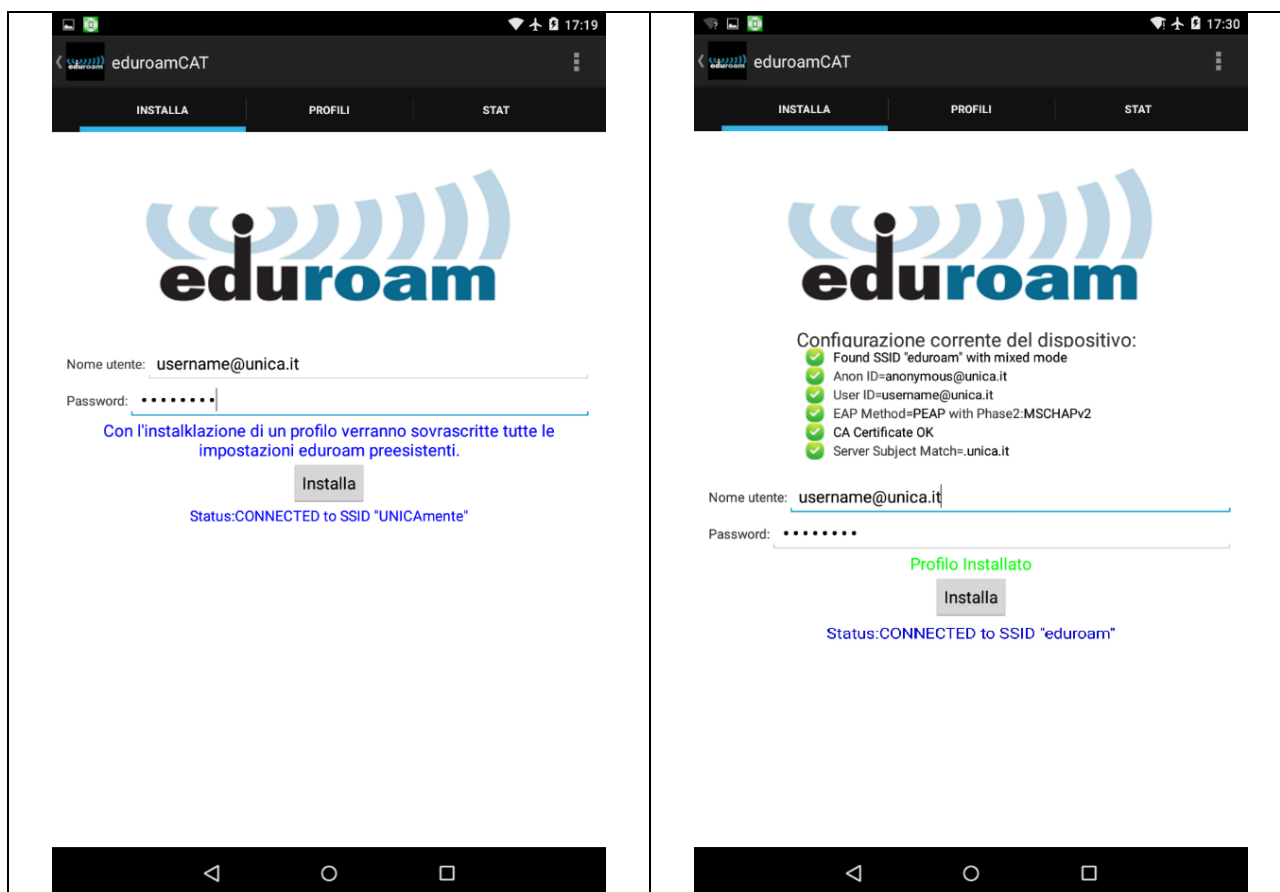 17:19
eduroam eduroamCAT
INSTALLA PROFILI STAT
eduroam
Nome utente: username@unica.it
Password: ••••••••
Con l'instalklazione di un profilo verranno sovrascritte tutte le
impostazioni eduroam preesistenti.
Installa
Status:CONNECTED to SSID "UNICAmente"
17:30
eduroam eduroamCAT
INSTALLA PROFILI STAT
eduroam
Configurazione corrente del dispositivo:
Found SSID "eduroam" with mixed mode
Anon ID=anonymous@unica.it
User ID=username@unica.it
EAP Method=PEAP with Phase2:MSCHAPv2
CA Certificate OK
Server Subject Match=.unica.it
Nome utente: username@unica.it
Password: ••••••••
Profilo Installato
Installa
Status:CONNECTED to SSID "eduroam"